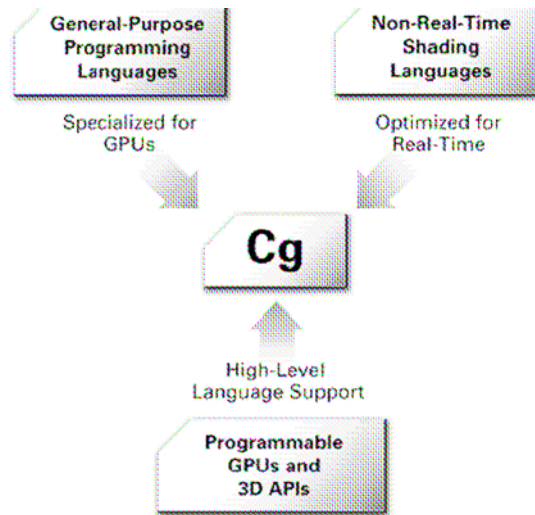 General-Purpose
Programming
Languages
Non-Real-Time
Shading
Languages
Specialized for
GPUs
Optimized for
Real-Time
Cg
High-Level
Language Support
Programmable
GPUs and
3D APIs